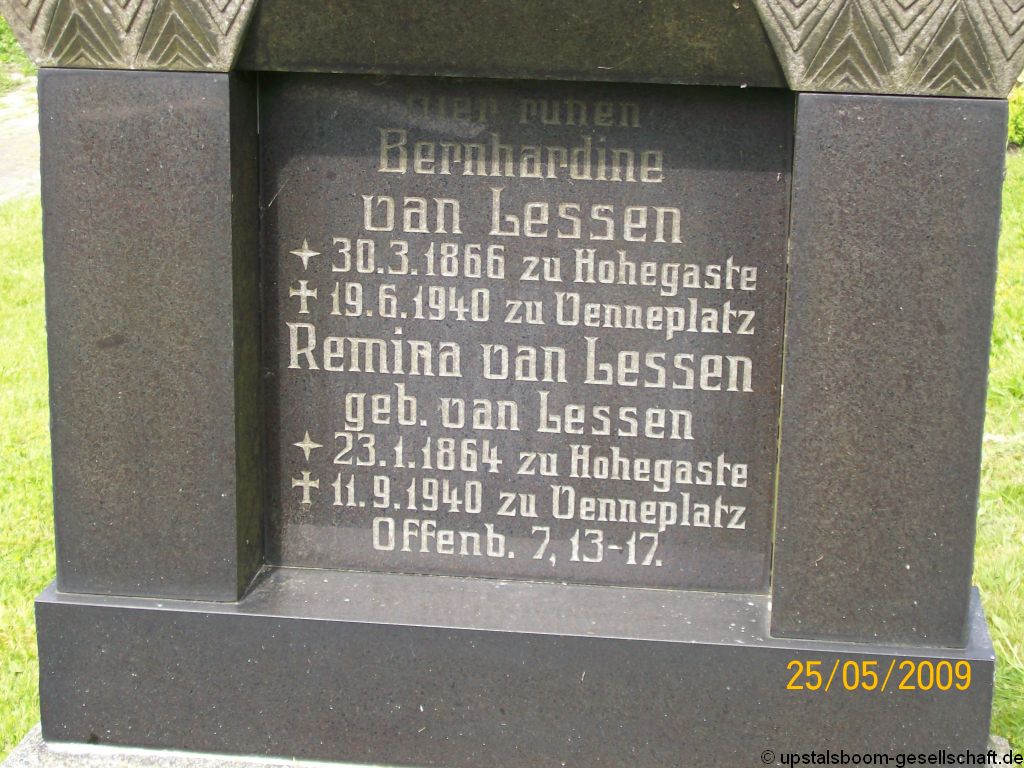 Hier ruhen
Bernhardine
van Lessen
30.3.1866 zu Hohegaste
19.6.1940 zu Venneplatz
Remina van Lessen
geb. van Lessen
23.1.1864 zu Hohegaste
11.9.1940 zu Venneplatz
Offenb. 7, 13-17.
25/05/2009
© upstalsboom-gesellschaft.de